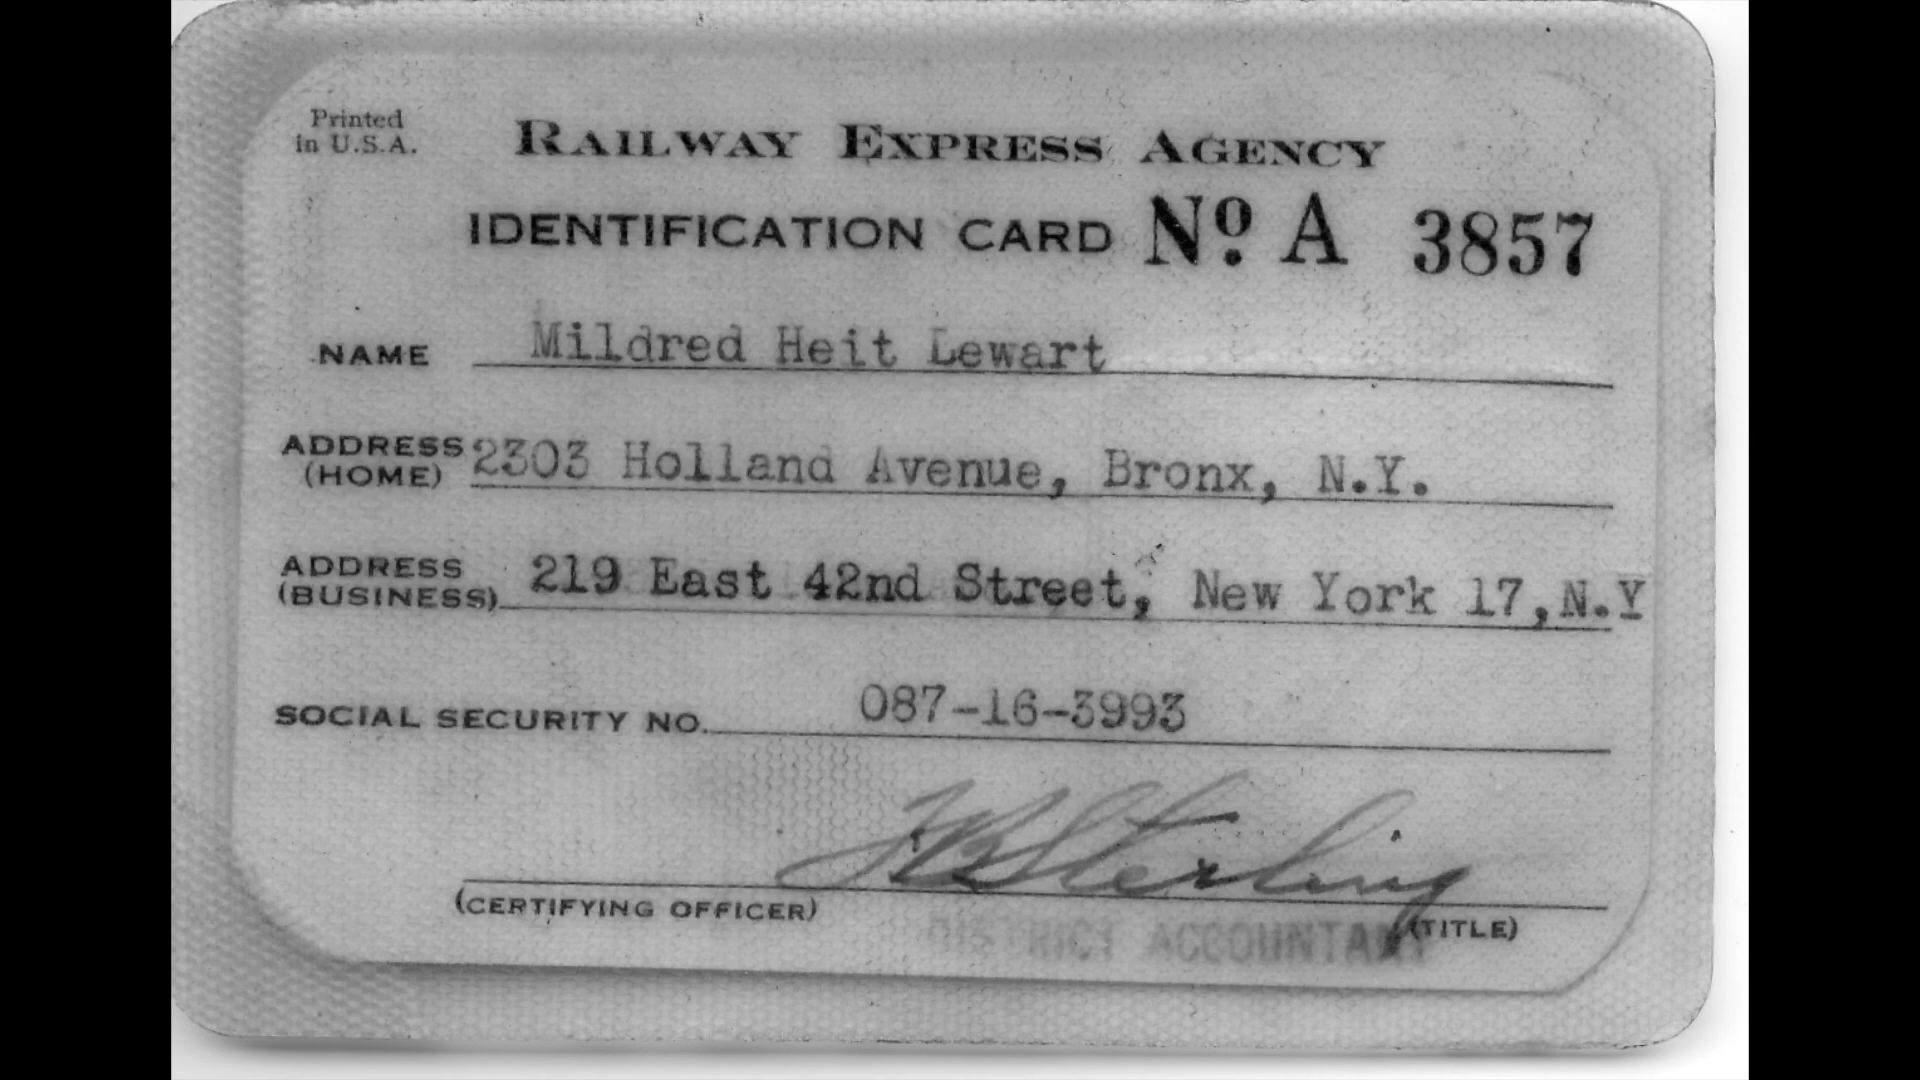 Printed
in U.S.A.
RAILWAY EXPRESS AGENCY
IDENTIFICATION CARD Nº A 3857
NAME Mildred Heit Lewart
ADDRESS (HOME) 2303 Holland Avenue, Bronx, N.Y.
ADDRESS (BUSINESS) 219 East 42nd Street, New York 17, N.Y
SOCIAL SECURITY NO. 087-16-3993
Sterling
(CERTIFYING OFFICER) (TITLE)
DISTRICT ACCOUNTANT